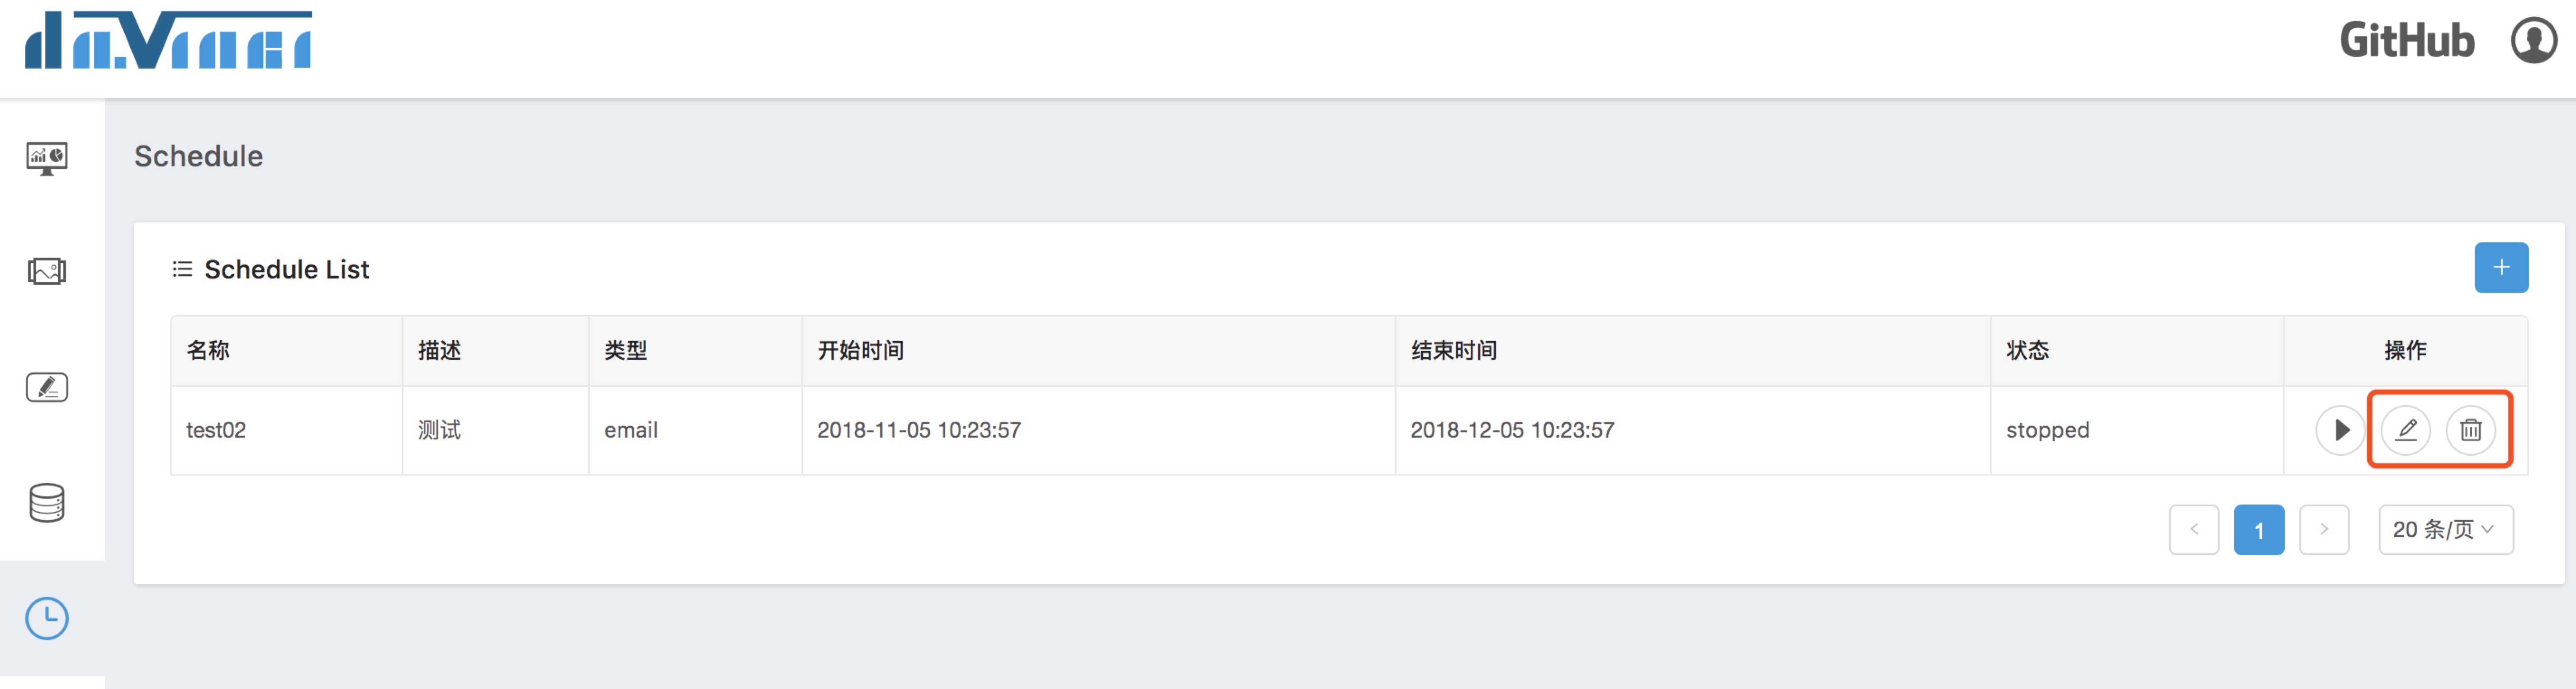 da.Vinci
GitHub
Schedule
Schedule List
+
名称 描述 类型 开始时间 结束时间 状态 操作
test02 测试 email 2018-11-05 10:23:57 2018-12-05 10:23:57 stopped
< 1 > 20 条/页